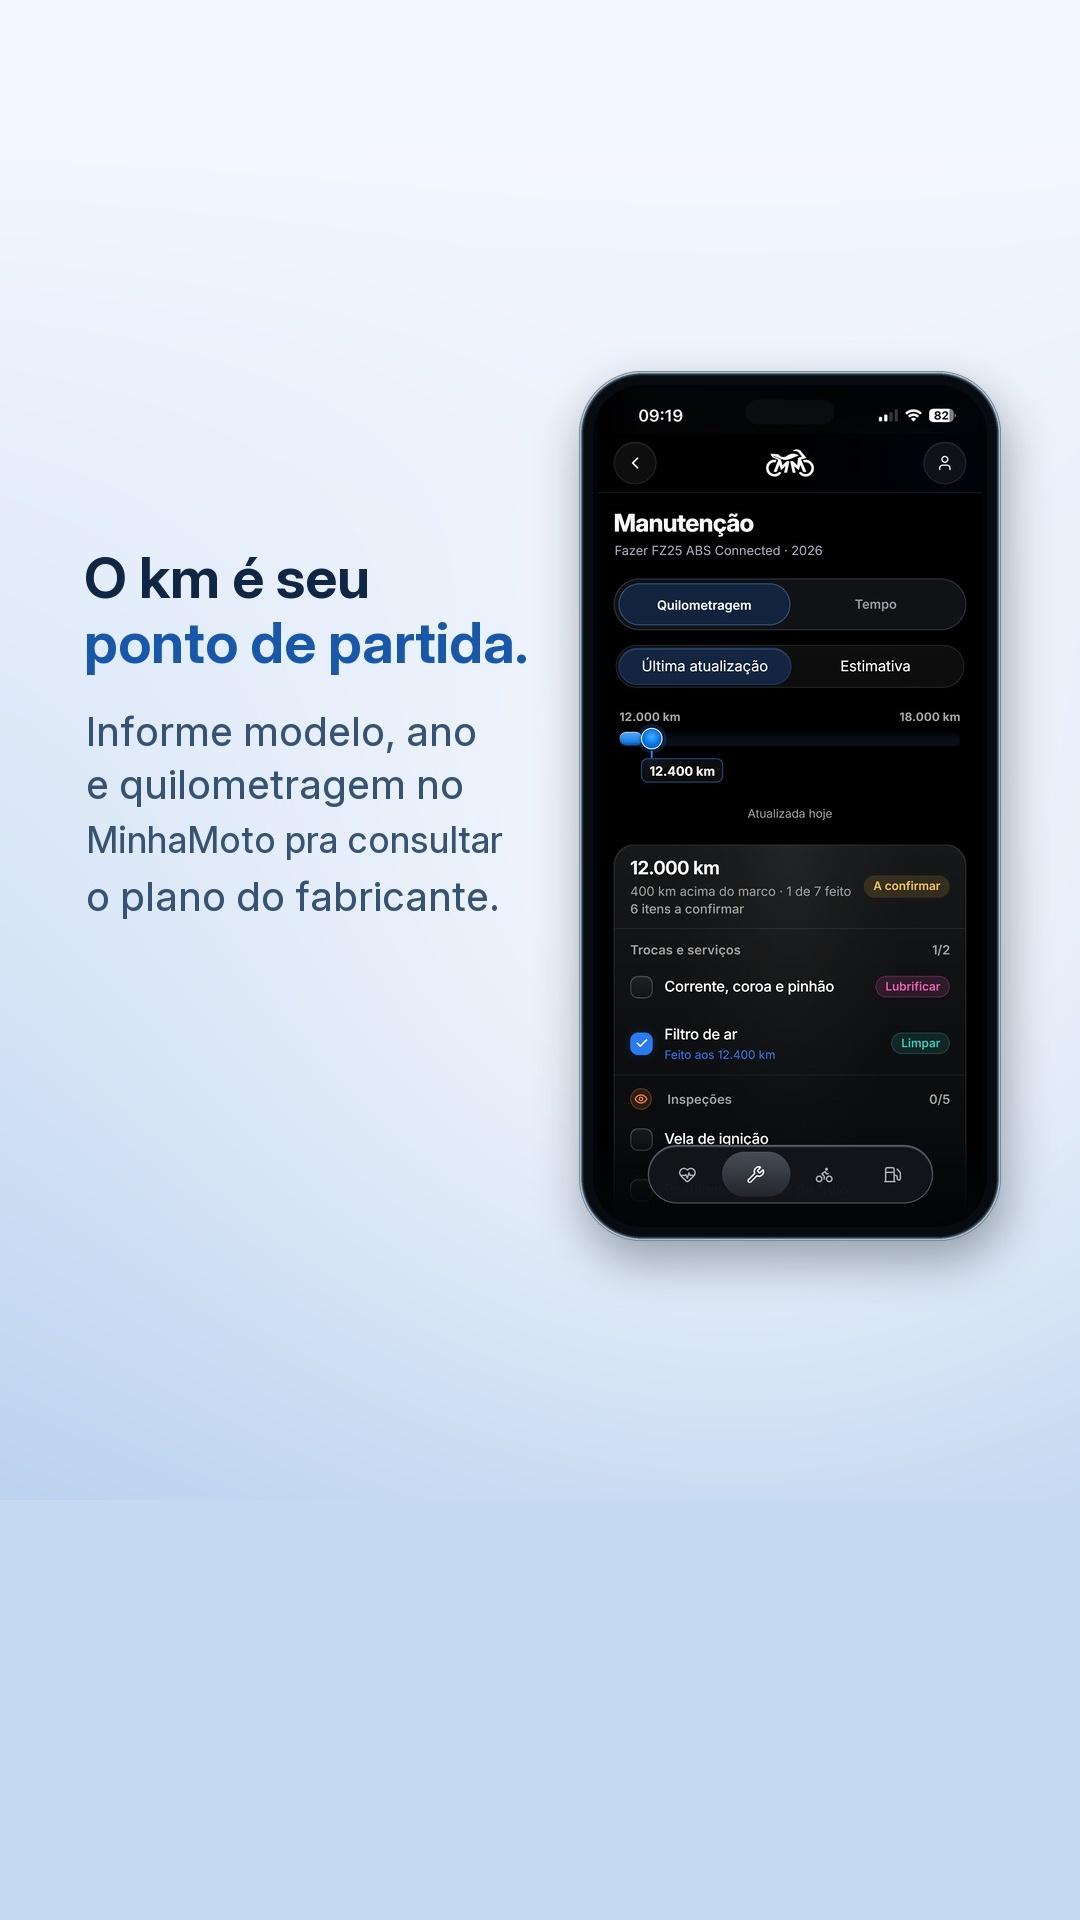 O km é seu
ponto de partida.
Informe modelo, ano
e quilometragem no
MinhaMoto pra consultar
o plano do fabricante.
09:19
82
MM
Manutenção
Fazer FZ25 ABS Connected · 2026
Quilometragem
Tempo
Última atualização
Estimativa
12.000 km
18.000 km
12.400 km
Atualizada hoje
12.000 km
400 km acima do marco · 1 de 7 feito
6 itens a confirmar
A confirmar
Trocas e serviços
1/2
Corrente, coroa e pinhão
Lubrificar
Filtro de ar
Feito aos 12.400 km
Limpar
Inspeções
0/5
Vela de ignição